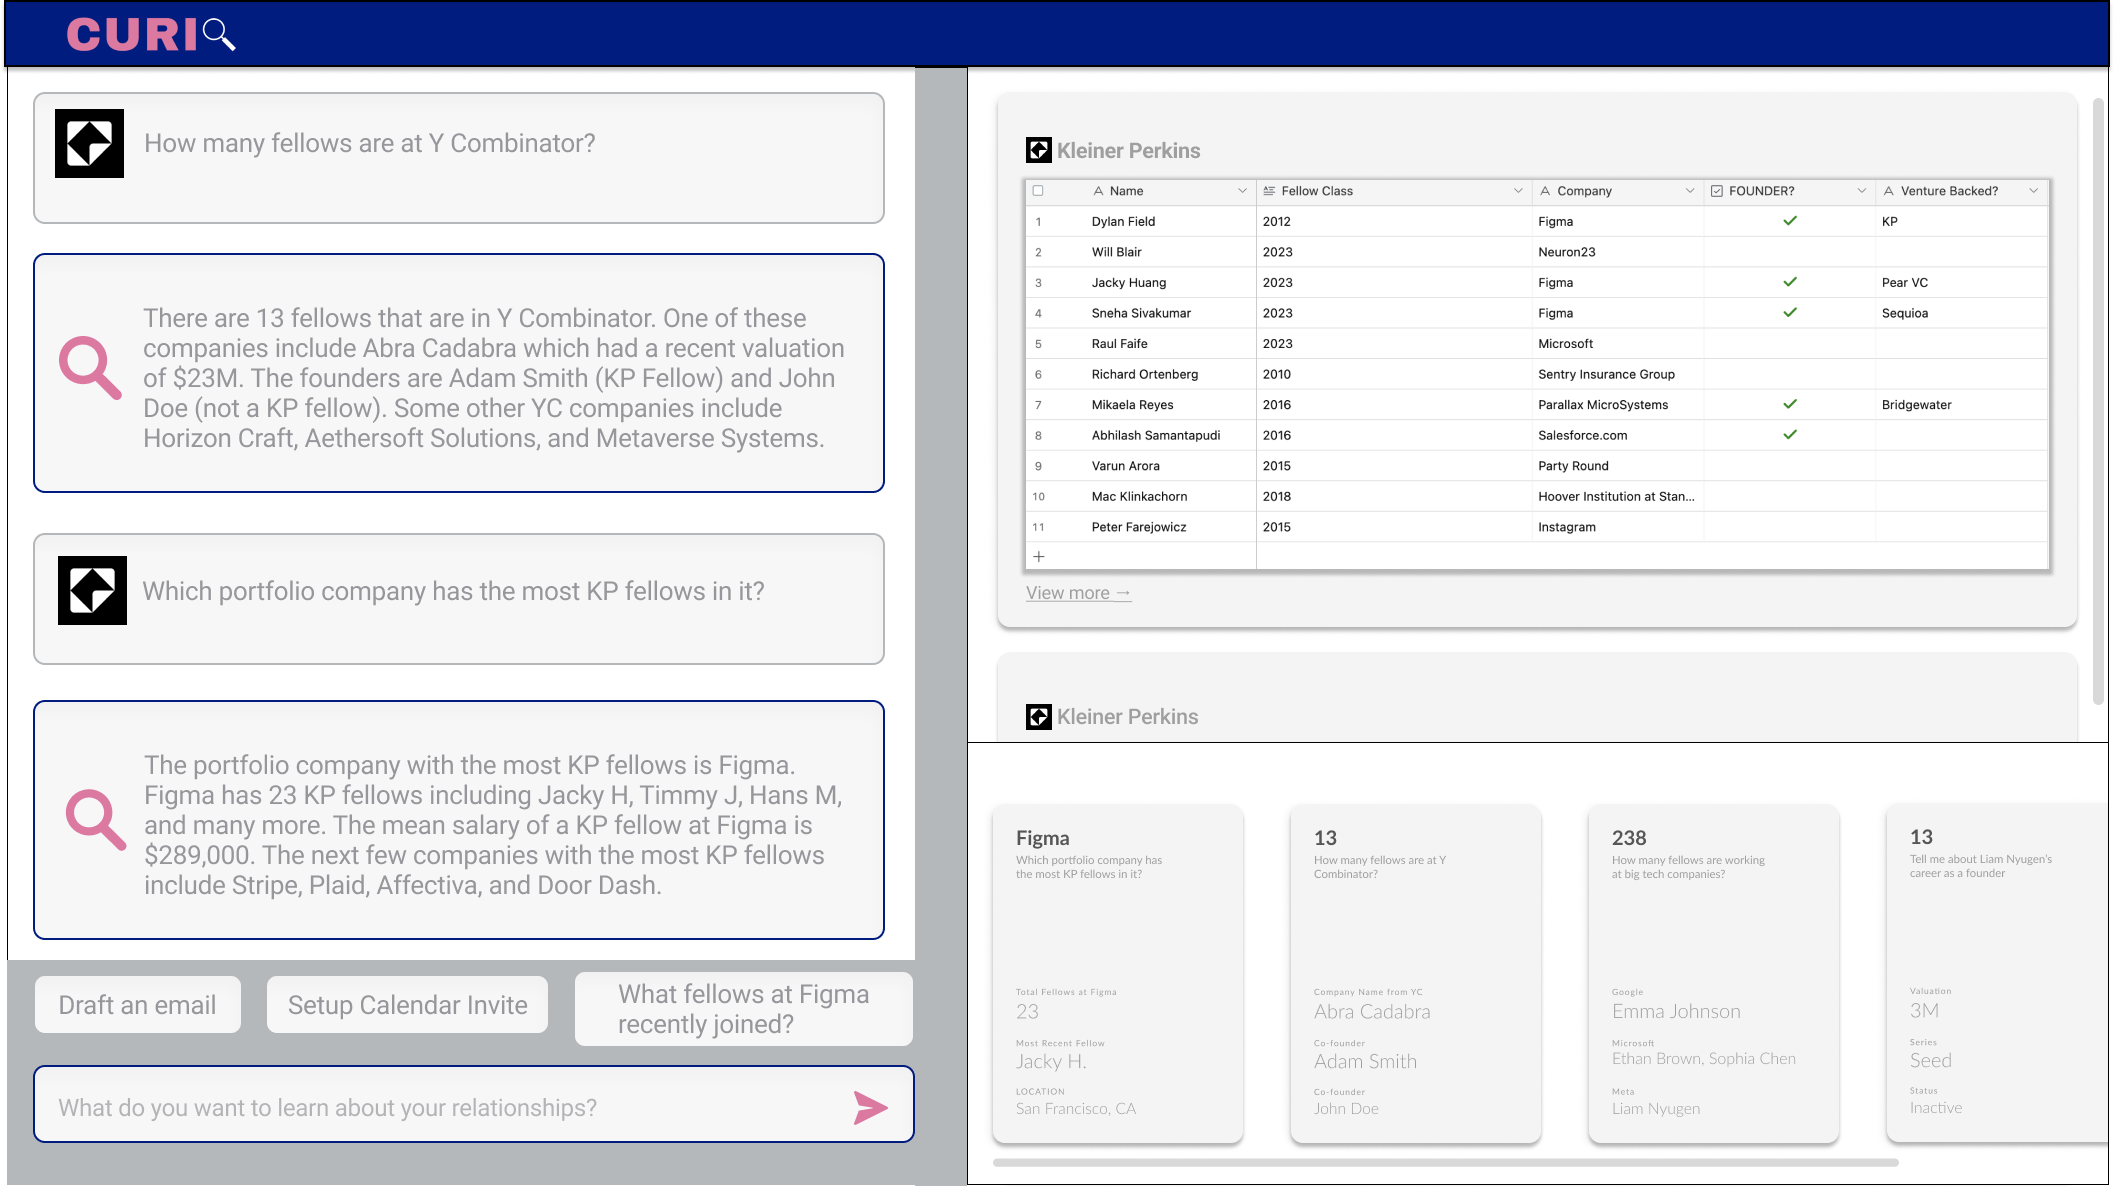 CURI
How many fellows are at Y Combinator?
There are 13 fellows that are in Y Combinator. One of these
companies include Abra Cadabra which had a recent valuation
of $23M. The founders are Adam Smith (KP Fellow) and John
Doe (not a KP fellow). Some other YC companies include
Horizon Craft, Aethersoft Solutions, and Metaverse Systems.
Which portfolio company has the most KP fellows in it?
The portfolio company with the most KP fellows is Figma.
Figma has 23 KP fellows including Jacky H, Timmy J, Hans M,
and many more. The mean salary of a KP fellow at Figma is
$289,000. The next few companies with the most KP fellows
include Stripe, Plaid, Affectiva, and Door Dash.
Draft an email
Setup Calendar Invite
What fellows at Figma
recently joined?
What do you want to learn about your relationships?
Kleiner Perkins
A Name Fellow Class A Company FOUNDER? A Venture Backed?
1 Dylan Field 2012 Figma ✓ KP
2 Will Blair 2023 Neuron23
3 Jacky Huang 2023 Figma ✓ Pear VC
4 Sneha Sivakumar 2023 Figma ✓ Sequioa
5 Raul Faife 2023 Microsoft
6 Richard Ortenberg 2010 Sentry Insurance Group
7 Mikaela Reyes 2016 Parallax MicroSystems ✓ Bridgewater
8 Abhilash Samantapudi 2016 Salesforce.com ✓
9 Varun Arora 2015 Party Round
10 Mac Klinkachorn 2018 Hoover Institution at Stan...
11 Peter Farejowicz 2015 Instagram
+
View more →
Kleiner Perkins
Figma
Which portfolio company has
the most KP fellows in it?
Total Fellows at Figma
23
Most Recent Fellow
Jacky H.
LOCATION
San Francisco, CA
13
How many fellows are at Y
Combinator?
Company Name from YC
Abra Cadabra
Co-founder
Adam Smith
Co-founder
John Doe
238
How many fellows are working
at big tech companies?
Google
Emma Johnson
Microsoft
Ethan Brown, Sophia Chen
Meta
Liam Nyugen
13
Tell me about Liam Nyugen's
career as a founder
Valuation
3M
Series
Seed
Status
Inactive